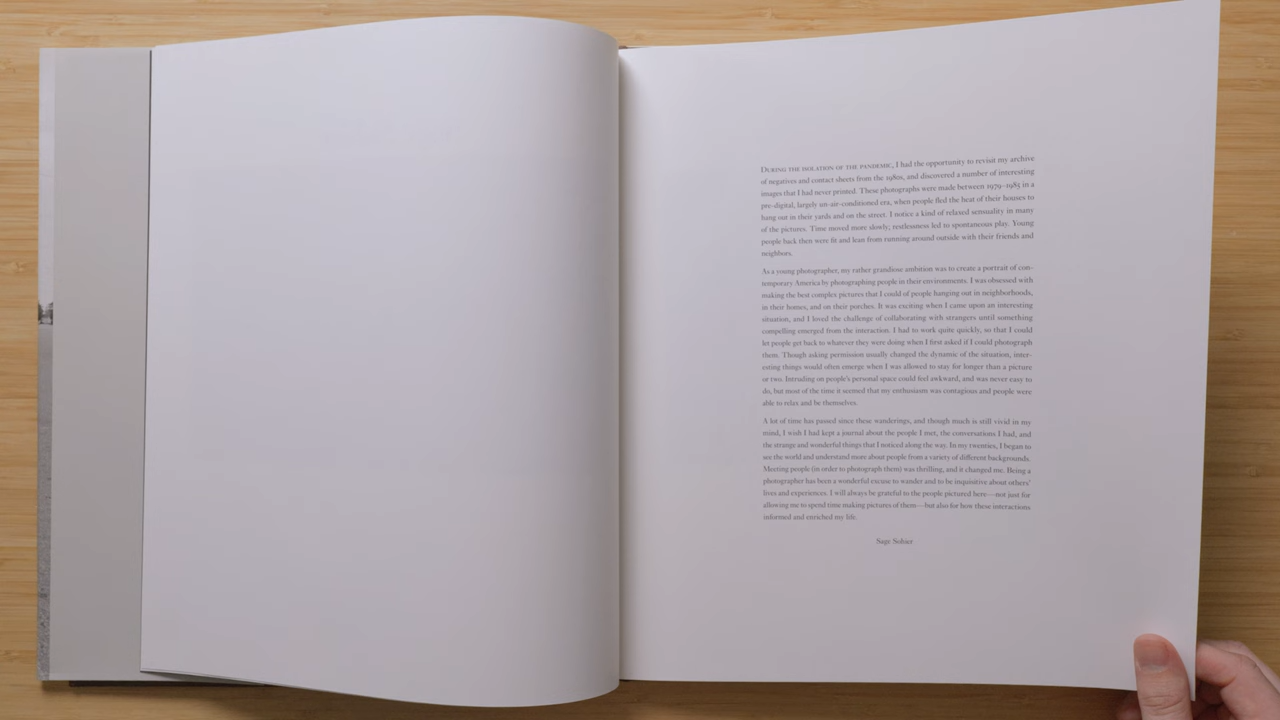 DURING THE ISOLATION OF THE PANDEMIC, I had the opportunity to revisit my archive
of negatives and contact sheets from the 1980s, and discovered a number of interesting
images that I had never printed. These photographs were made between 1979–1985 in a
pre-digital, largely un-air-conditioned era, when people fled the heat of their houses to
hang out in their yards and on the street. I notice a kind of relaxed sensuality in many
of the pictures. Time moved more slowly; restlessness led to spontaneous play. Young
people back then were fit and lean from running around outside with their friends and
neighbors.
As a young photographer, my rather grandiose ambition was to create a portrait of con-
temporary America by photographing people in their environments. I was obsessed with
making the best complex pictures that I could of people hanging out in neighborhoods,
in their homes, and on their porches. It was exciting when I came upon an interesting
situation, and I loved the challenge of collaborating with strangers until something
compelling emerged from the interaction. I had to work quite quickly, so that I could
let people get back to whatever they were doing when I first asked if I could photograph
them. Though asking permission usually changed the dynamic of the situation, inter-
esting things would often emerge when I was allowed to stay for longer than a picture
or two. Intruding on people's personal space could feel awkward, and was never easy to
do, but most of the time it seemed that my enthusiasm was contagious and people were
able to relax and be themselves.
A lot of time has passed since these wanderings, and though much is still vivid in my
mind, I wish I had kept a journal about the people I met, the conversations I had, and
the strange and wonderful things that I noticed along the way. In my twenties, I began to
see the world and understand more about people from a variety of different backgrounds.
Meeting people (in order to photograph them) was thrilling, and it changed me. Being a
photographer has been a wonderful excuse to wander and to be inquisitive about others'
lives and experiences. I will always be grateful to the people pictured here—not just for
allowing me to spend time making pictures of them—but also for how these interactions
informed and enriched my life.
Sage Sohier